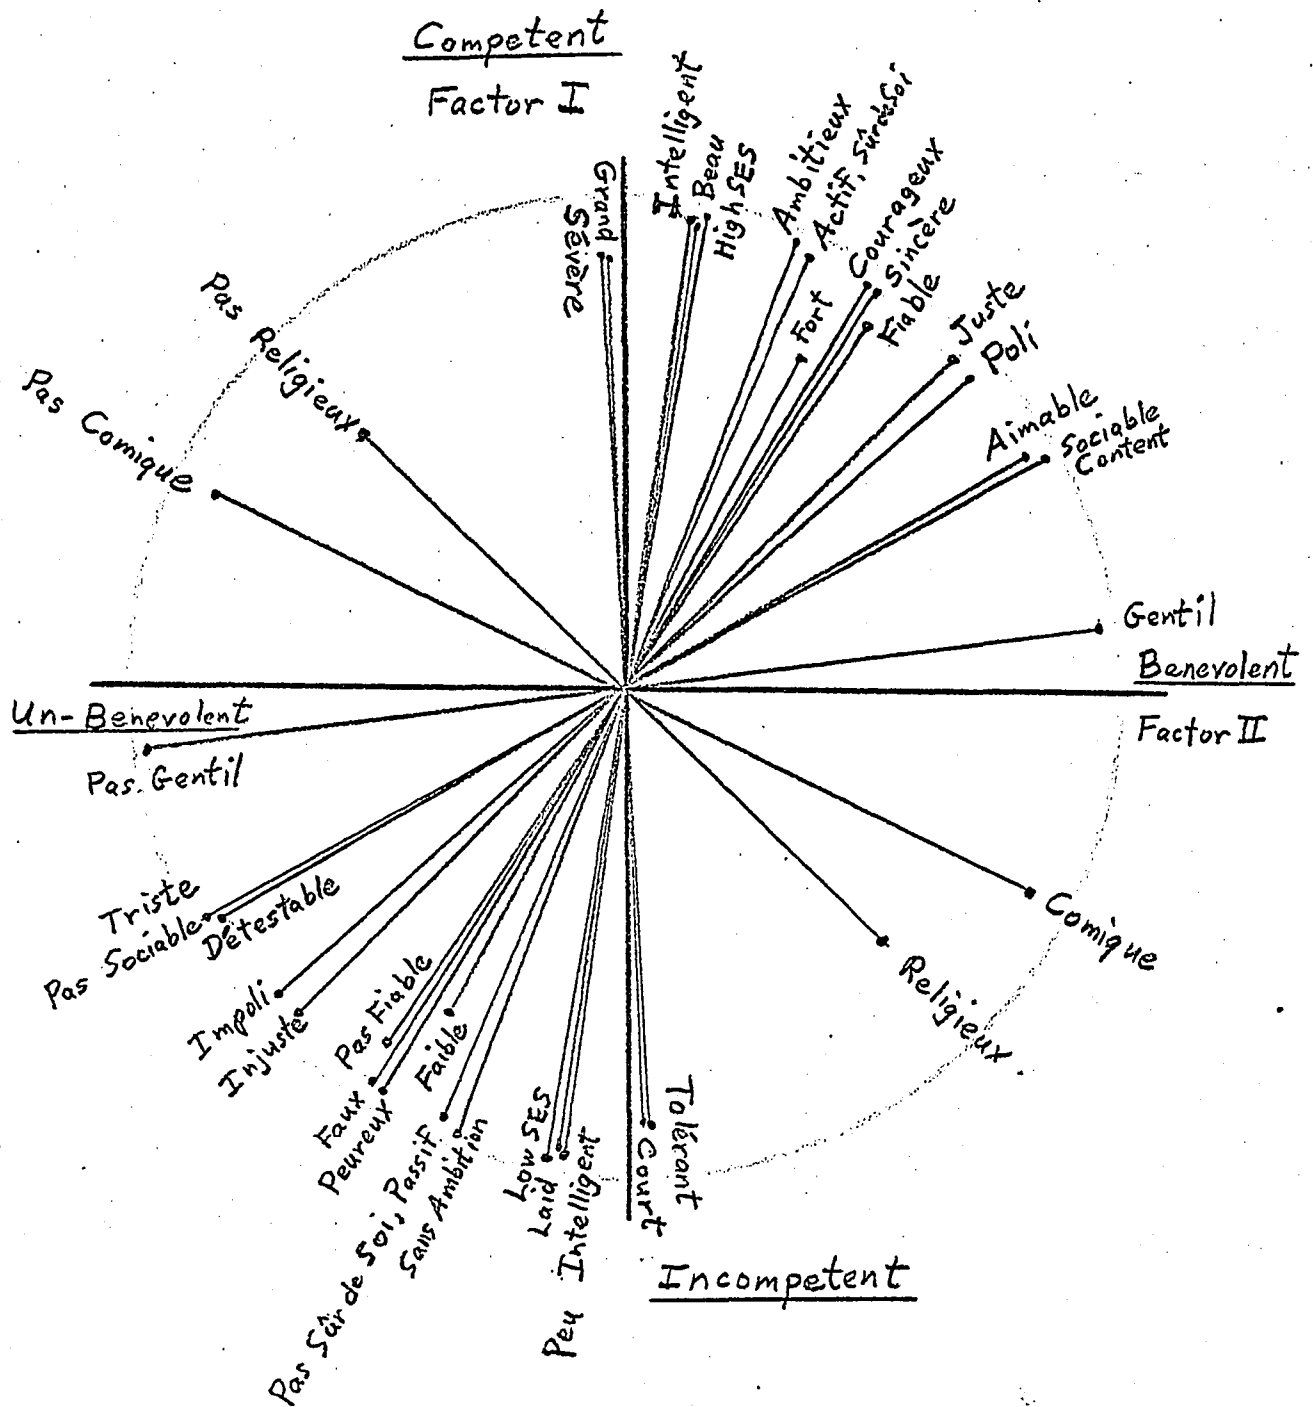 Competent
Factor I
Grand
Sévère
Intelligent
Beau
High SES
Ambitieux
Actif, Sûr de Soi
Courageux
Sincère
Fiable
Fort
Juste
Poli
Aimable
Sociable
Content
Gentil
Benevolent
Factor II
Pas Religieux
Pas Comique
Un-Benevolent
Pas Gentil
Triste
Pas Sociable
Détestable
Impoli
Injuste
Pas Fiable
Faible
Faux
Peureux
Pas Sûr de Soi, Passif
Sans Ambition
Low SES
Laid
Peu Intelligent
Court
Tolérant
Religieux
Comique
Incompetent